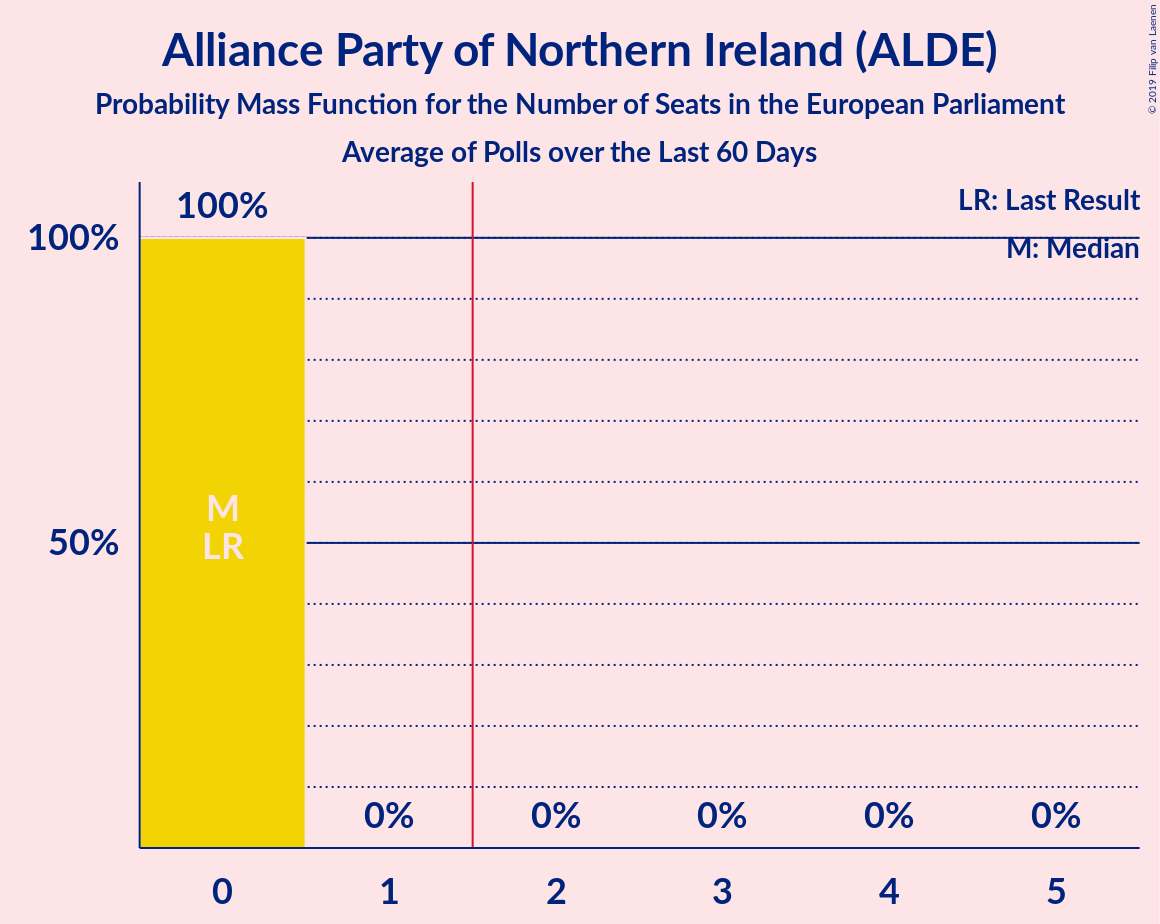 Alliance Party of Northern Ireland (ALDE)
Probability Mass Function for the Number of Seats in the European Parliament
Average of Polls over the Last 60 Days
© 2019 Filip van Laenen
LR: Last Result
M: Median
100%
100%
50%
M
LR
0% 0% 0% 0% 0%
0 1 2 3 4 5